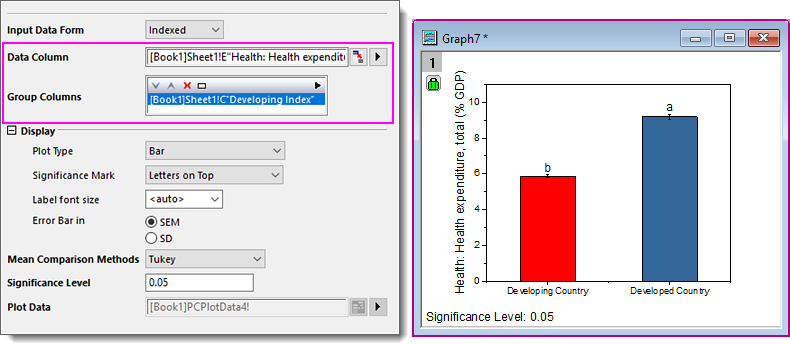 Input Data Form Indexed
Data Column [Book1]Sheet1!E"Health: Health expenditu
Group Columns
[Book1]Sheet1!C"Developing Index"
Display
Plot Type Bar
Significance Mark Letters on Top
Label font size <auto>
Error Bar in SEM
SD
Mean Comparison Methods Tukey
Significance Level 0.05
Plot Data [Book1]PCPlotData4!
Graph7 *
1
Health: Health expenditure, total (% GDP)
10
8
6
4
2
0
b
a
Developing Country Developed Country
Significance Level: 0.05